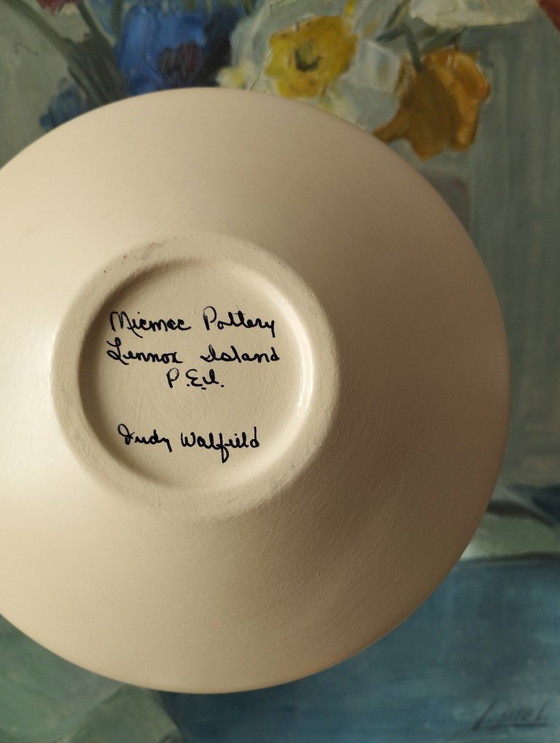 Micmac Pottery
Lennox Island
P.E.I.
Judy Walfield